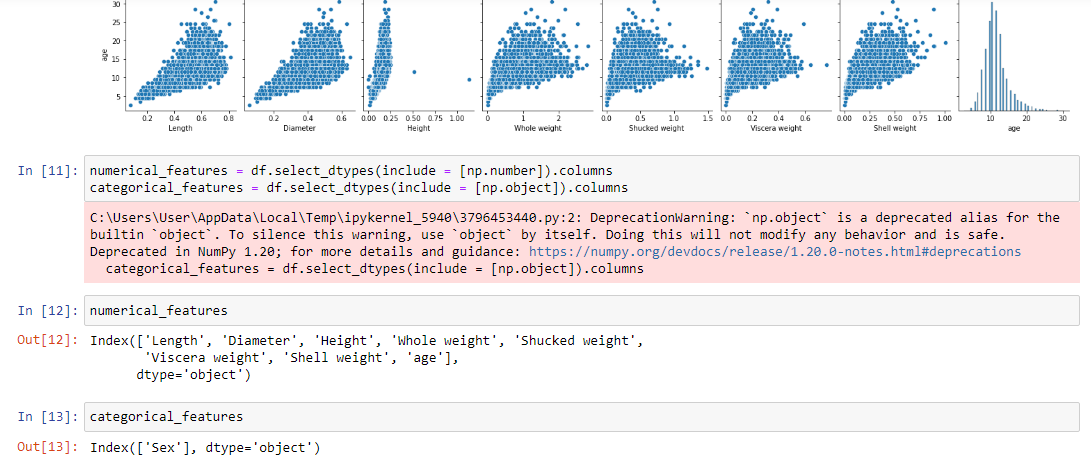 30
25
20
15
10
5
age
0.2 0.4 0.6 0.8 0.2 0.4 0.6 0.00 0.25 0.50 0.75 1.00 0 1 2 0.0 0.5 1.0 1.5 0.0 0.2 0.4 0.6 0.00 0.25 0.50 0.75 1.00 10 20 30
Length Diameter Height Whole weight Shucked weight Viscera weight Shell weight age
In [11]: numerical_features = df.select_dtypes(include = [np.number]).columns
categorical_features = df.select_dtypes(include = [np.object]).columns
C:\Users\User\AppData\Local\Temp\ipykernel_5940\3796453440.py:2: DeprecationWarning: `np.object` is a deprecated alias for the
builtin `object`. To silence this warning, use `object` by itself. Doing this will not modify any behavior and is safe.
Deprecated in NumPy 1.20; for more details and guidance: https://numpy.org/devdocs/release/1.20.0-notes.html#deprecations
categorical_features = df.select_dtypes(include = [np.object]).columns
In [12]: numerical_features
Out[12]: Index(['Length', 'Diameter', 'Height', 'Whole weight', 'Shucked weight',
'Viscera weight', 'Shell weight', 'age'],
dtype='object')
In [13]: categorical_features
Out[13]: Index(['Sex'], dtype='object')